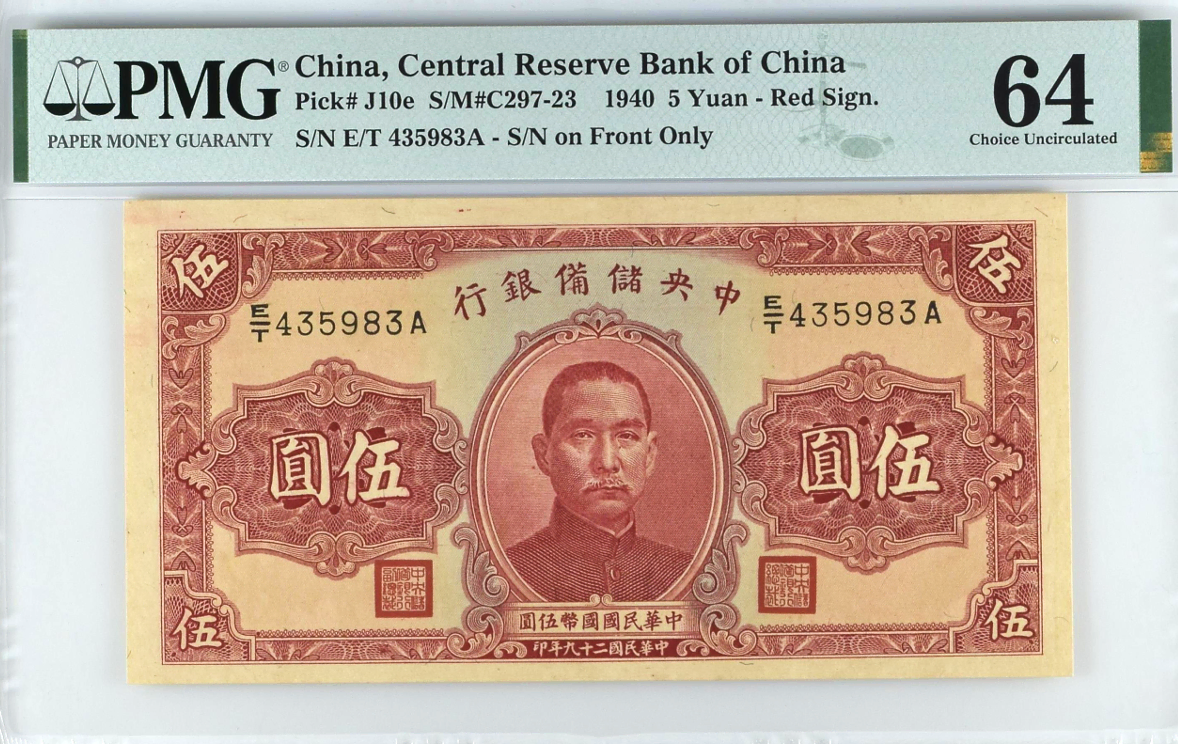 PMG®
PAPER MONEY GUARANTY
China, Central Reserve Bank of China
Pick# J10e S/M#C297-23 1940 5 Yuan - Red Sign.
S/N E/T 435983A - S/N on Front Only
64
Choice Uncirculated
伍
伍
行銀備儲央中
E/T 435983A
E/T 435983A
圓伍
圓伍
伍
伍
圓伍幣國國民華中
印年九十二國民華中